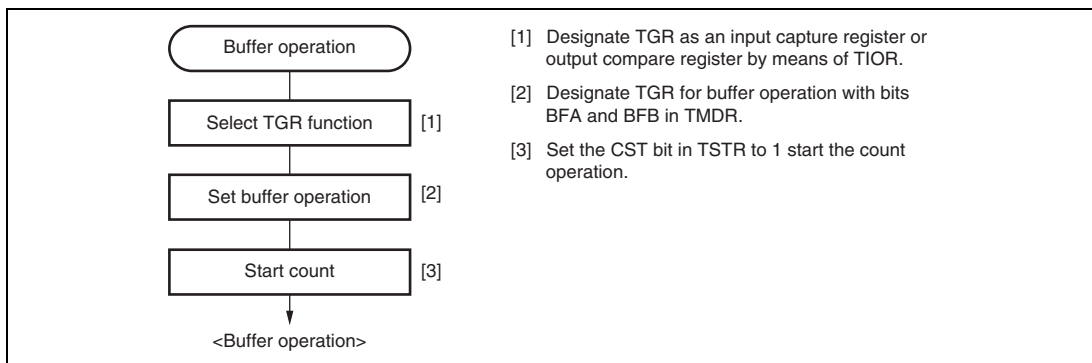 Buffer operation
Select TGR function
[1]
Set buffer operation
[2]
Start count
[3]
<Buffer operation>
[1] Designate TGR as an input capture register or
output compare register by means of TIOR.
[2] Designate TGR for buffer operation with bits
BFA and BFB in TMDR.
[3] Set the CST bit in TSTR to 1 start the count
operation.